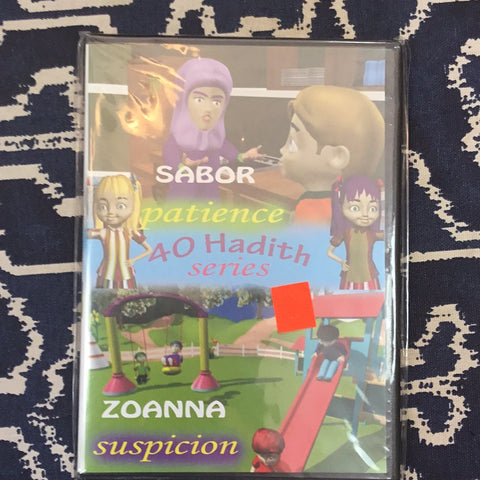 SABOR
patience
40 Hadith
series
ZOANNA
suspicion